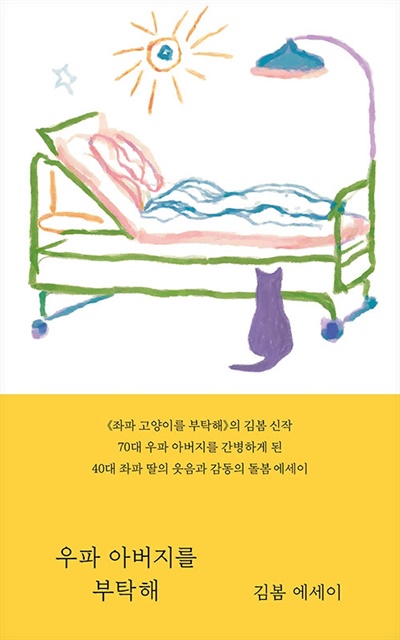 《좌파 고양이를 부탁해》의 김봄 신작
70대 우파 아버지를 간병하게 된
40대 좌파 딸의 웃음과 감동의 돌봄 에세이
우파 아버지를
부탁해
김봄 에세이